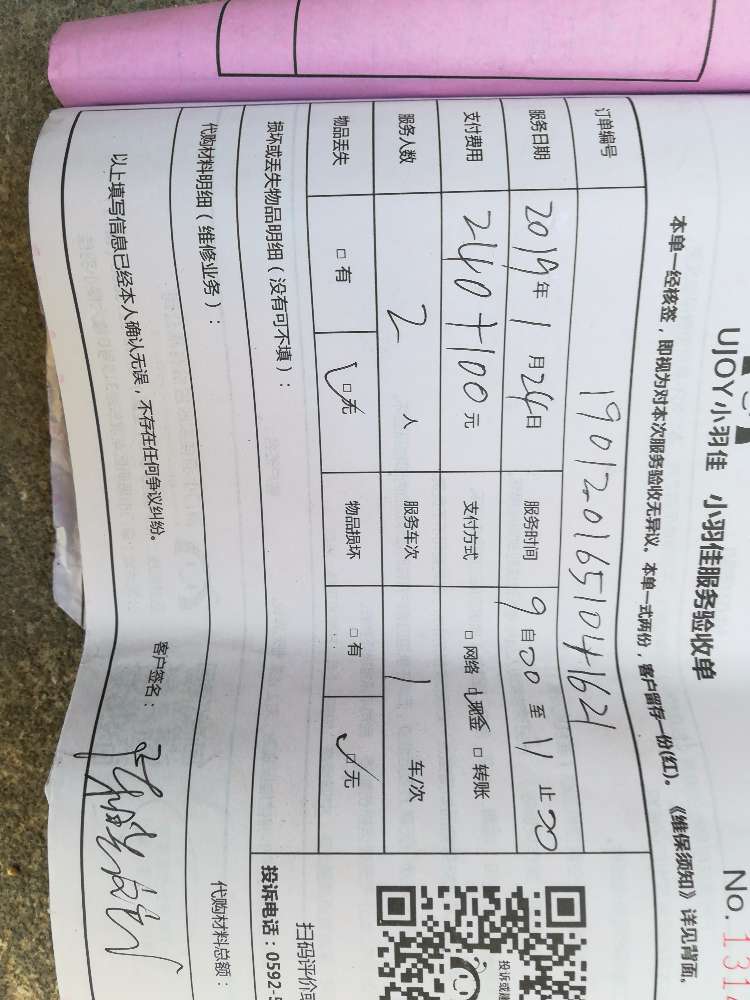 UJOY小羽佳 小羽佳服务验收单
No. 131
本单一经核签，即视为对本次服务验收无异议。本单一式两份，客户留存一份(红)。《维保须知》详见背面。
订单编号 1901201651041621
服务日期 2019年1月24日 服务时间 9自00至11止30
支付费用 240+100元 支付方式 □网络 □现金 □转账
服务人数 2人 服务车次 1车/次
物品丢失 □有 □无 物品损坏 □有 □无
损坏或丢失物品明细（没有可不填）：
代购材料明细（维修业务）： 代购材料总额：
以上填写信息已经本人确认无误，不存在任何争议纠纷。 客户签名：
投诉或建
扫码评价或
投诉电话：0592-5